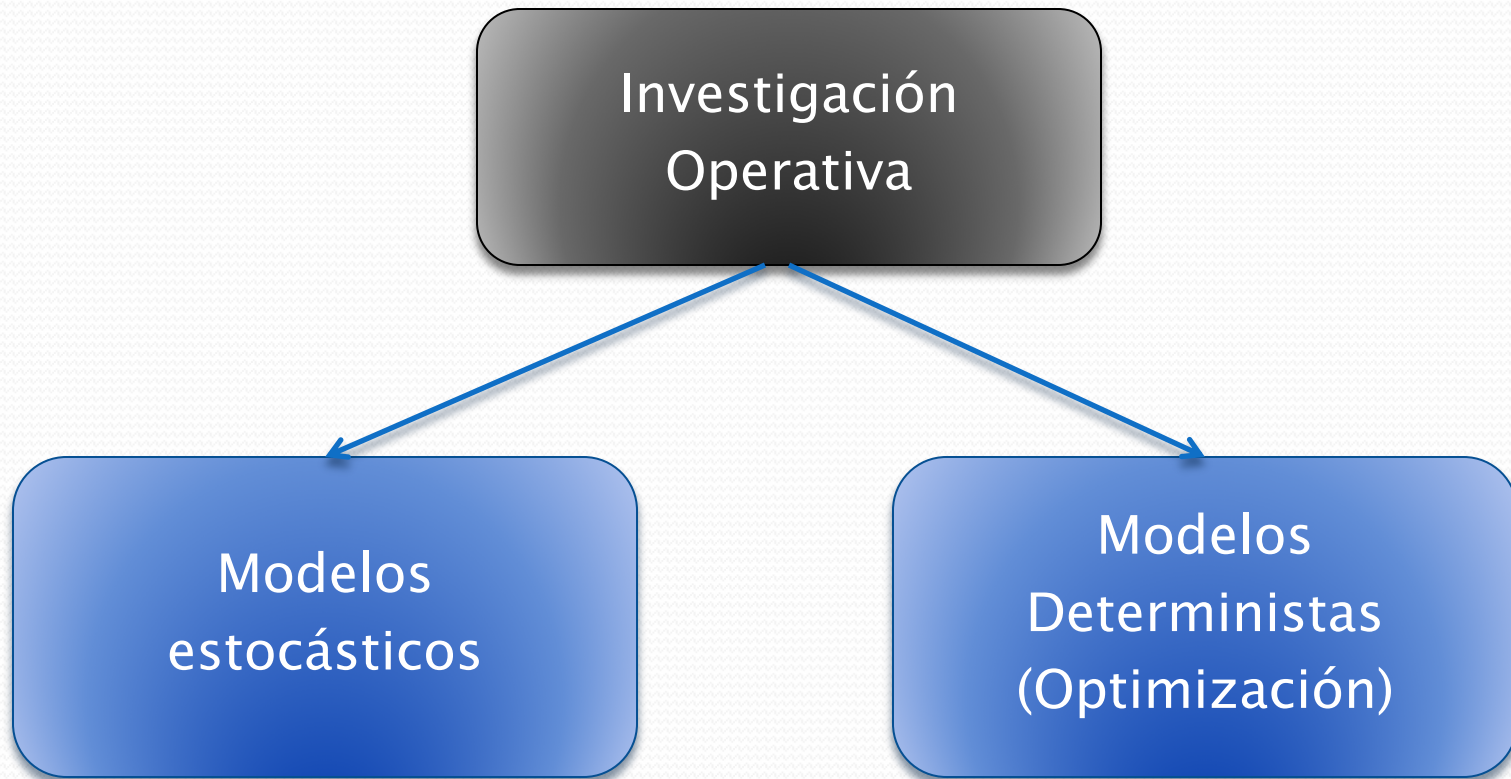 Investigación
Operativa
Modelos
estocásticos
Modelos
Deterministas
(Optimización)